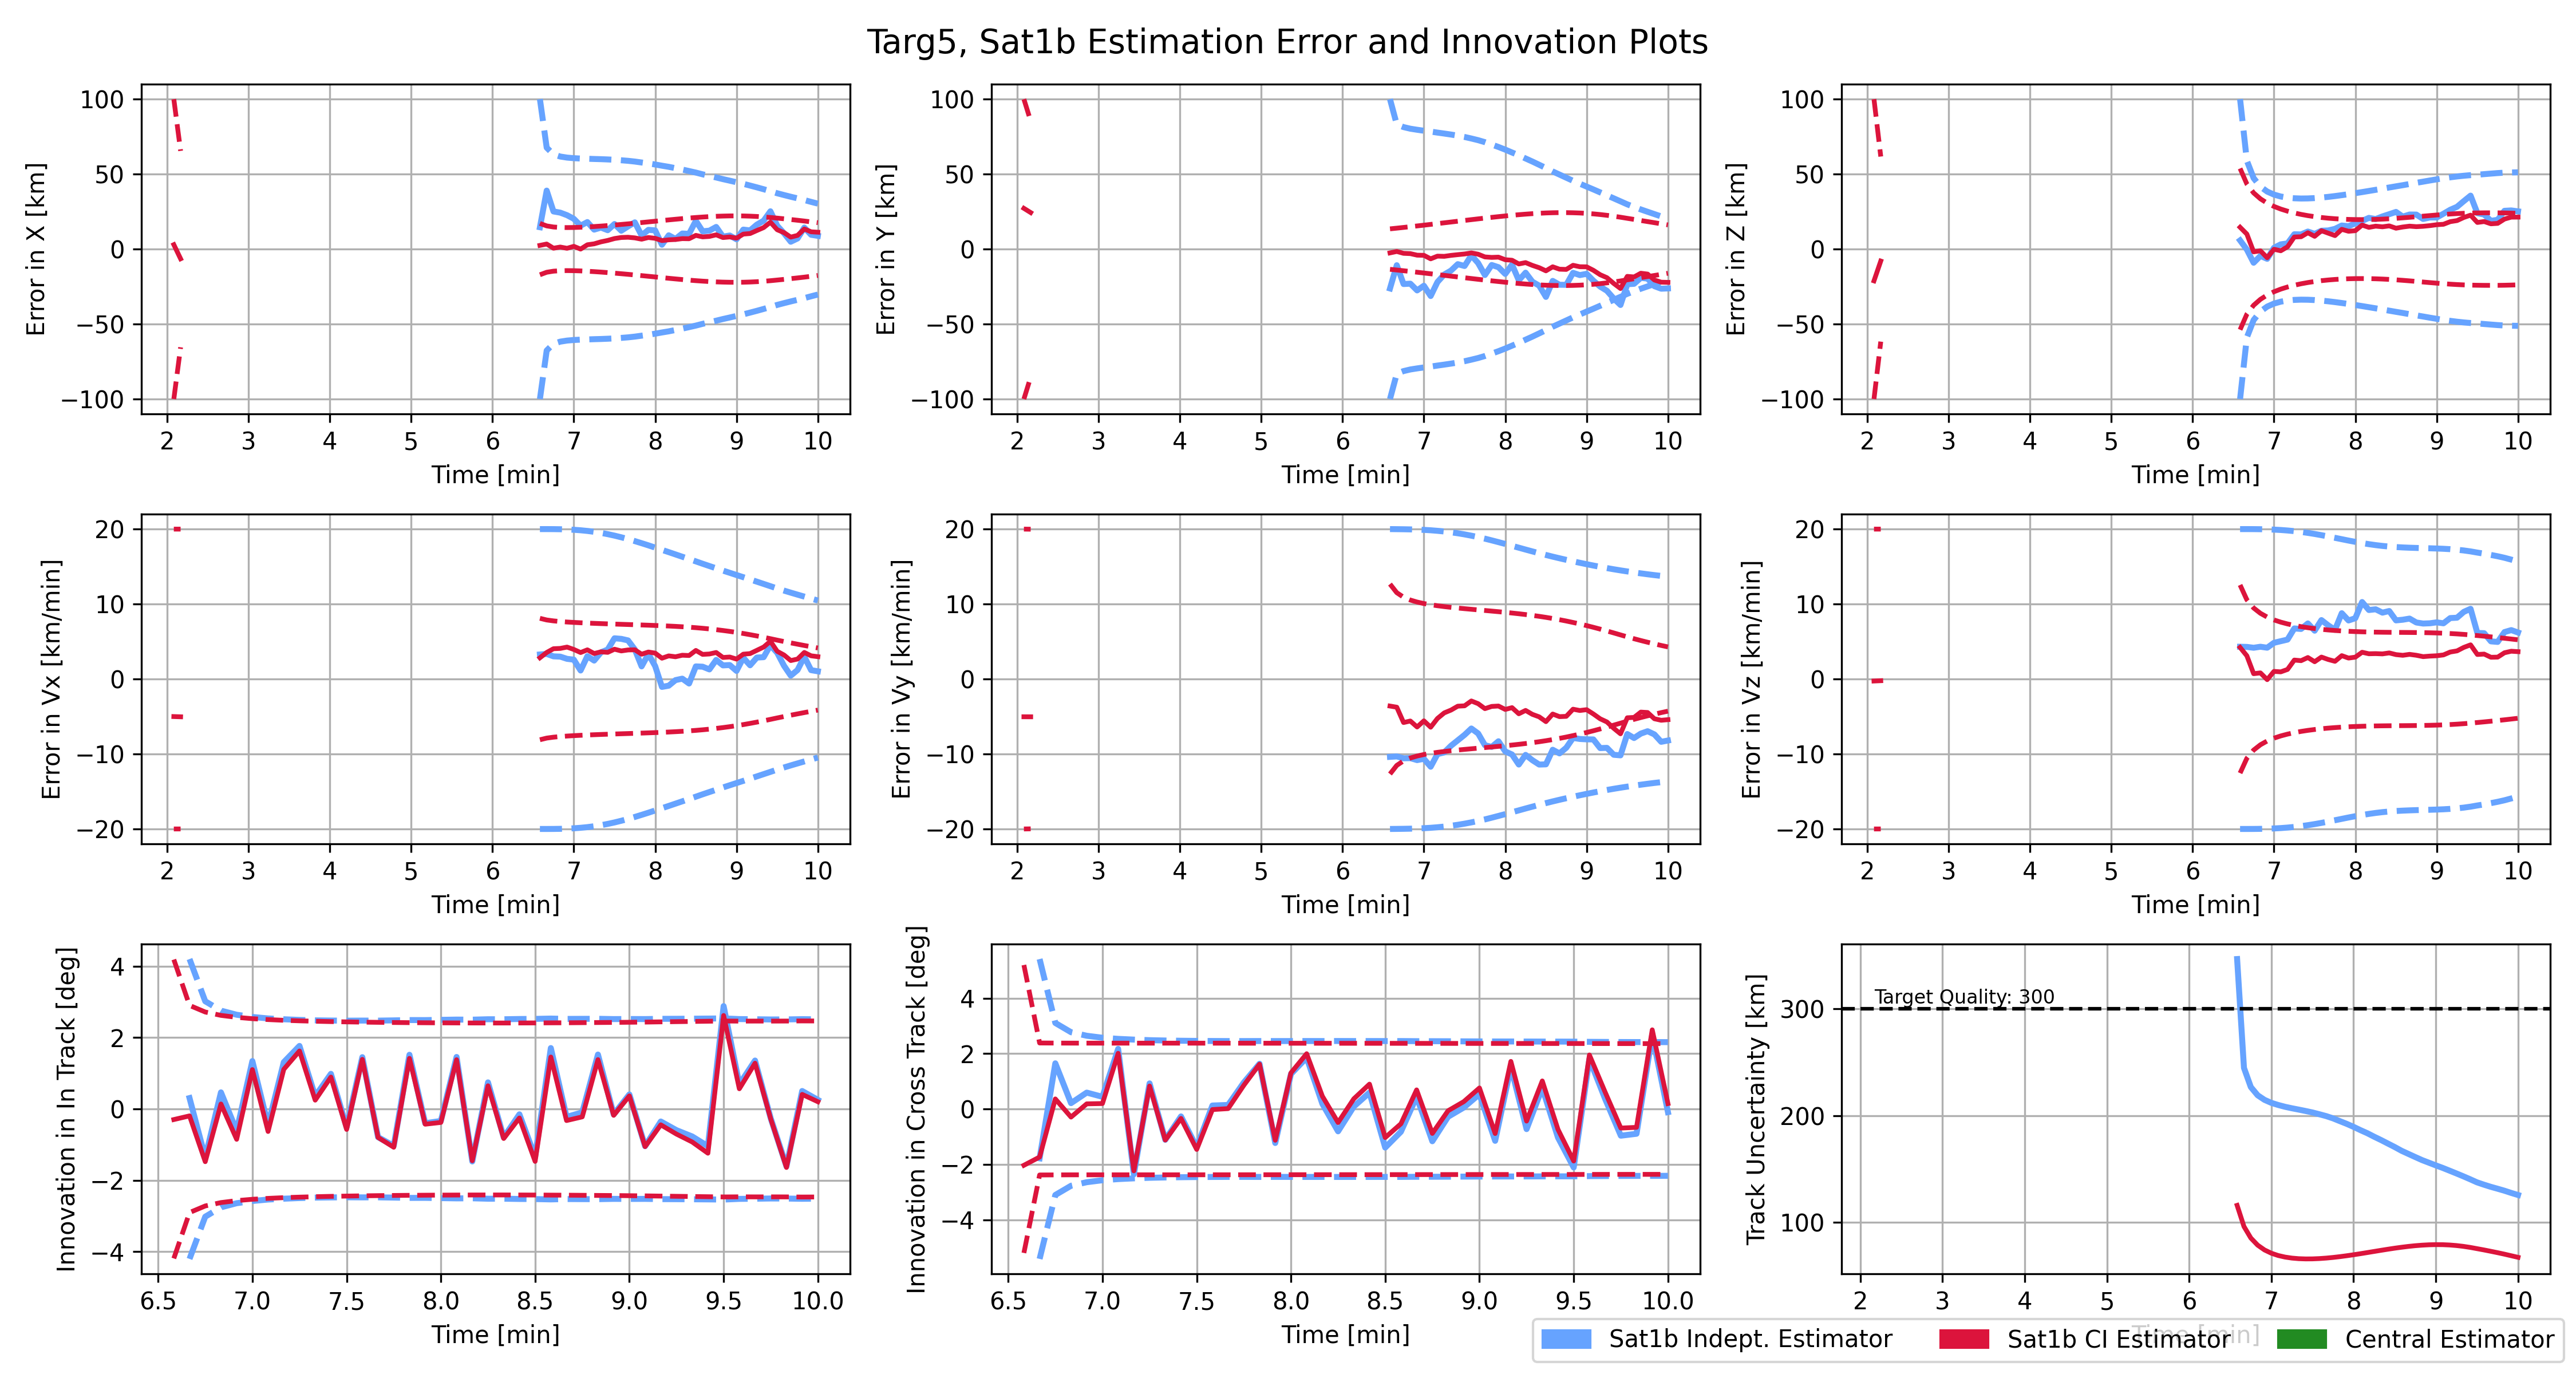 Targ5, Sat1b Estimation Error and Innovation Plots
Error in X [km]
100
50
0
−50
−100
2 3 4 5 6 7 8 9 10
Time [min]
Error in Y [km]
100
50
0
−50
−100
2 3 4 5 6 7 8 9 10
Time [min]
Error in Z [km]
100
50
0
−50
−100
2 3 4 5 6 7 8 9 10
Time [min]
Error in Vx [km/min]
20
10
0
−10
−20
2 3 4 5 6 7 8 9 10
Time [min]
Error in Vy [km/min]
20
10
0
−10
−20
2 3 4 5 6 7 8 9 10
Time [min]
Error in Vz [km/min]
20
10
0
−10
−20
2 3 4 5 6 7 8 9 10
Time [min]
Innovation in In Track [deg]
4
2
0
−2
−4
6.5 7.0 7.5 8.0 8.5 9.0 9.5 10.0
Time [min]
Innovation in Cross Track [deg]
4
2
0
−2
−4
6.5 7.0 7.5 8.0 8.5 9.0 9.5 10.0
Time [min]
Track Uncertainty [km]
300
200
100
Target Quality: 300
2 3 4 5 6 7 8 9 10
Time [min]
Sat1b Indept. Estimator
Sat1b CI Estimator
Central Estimator